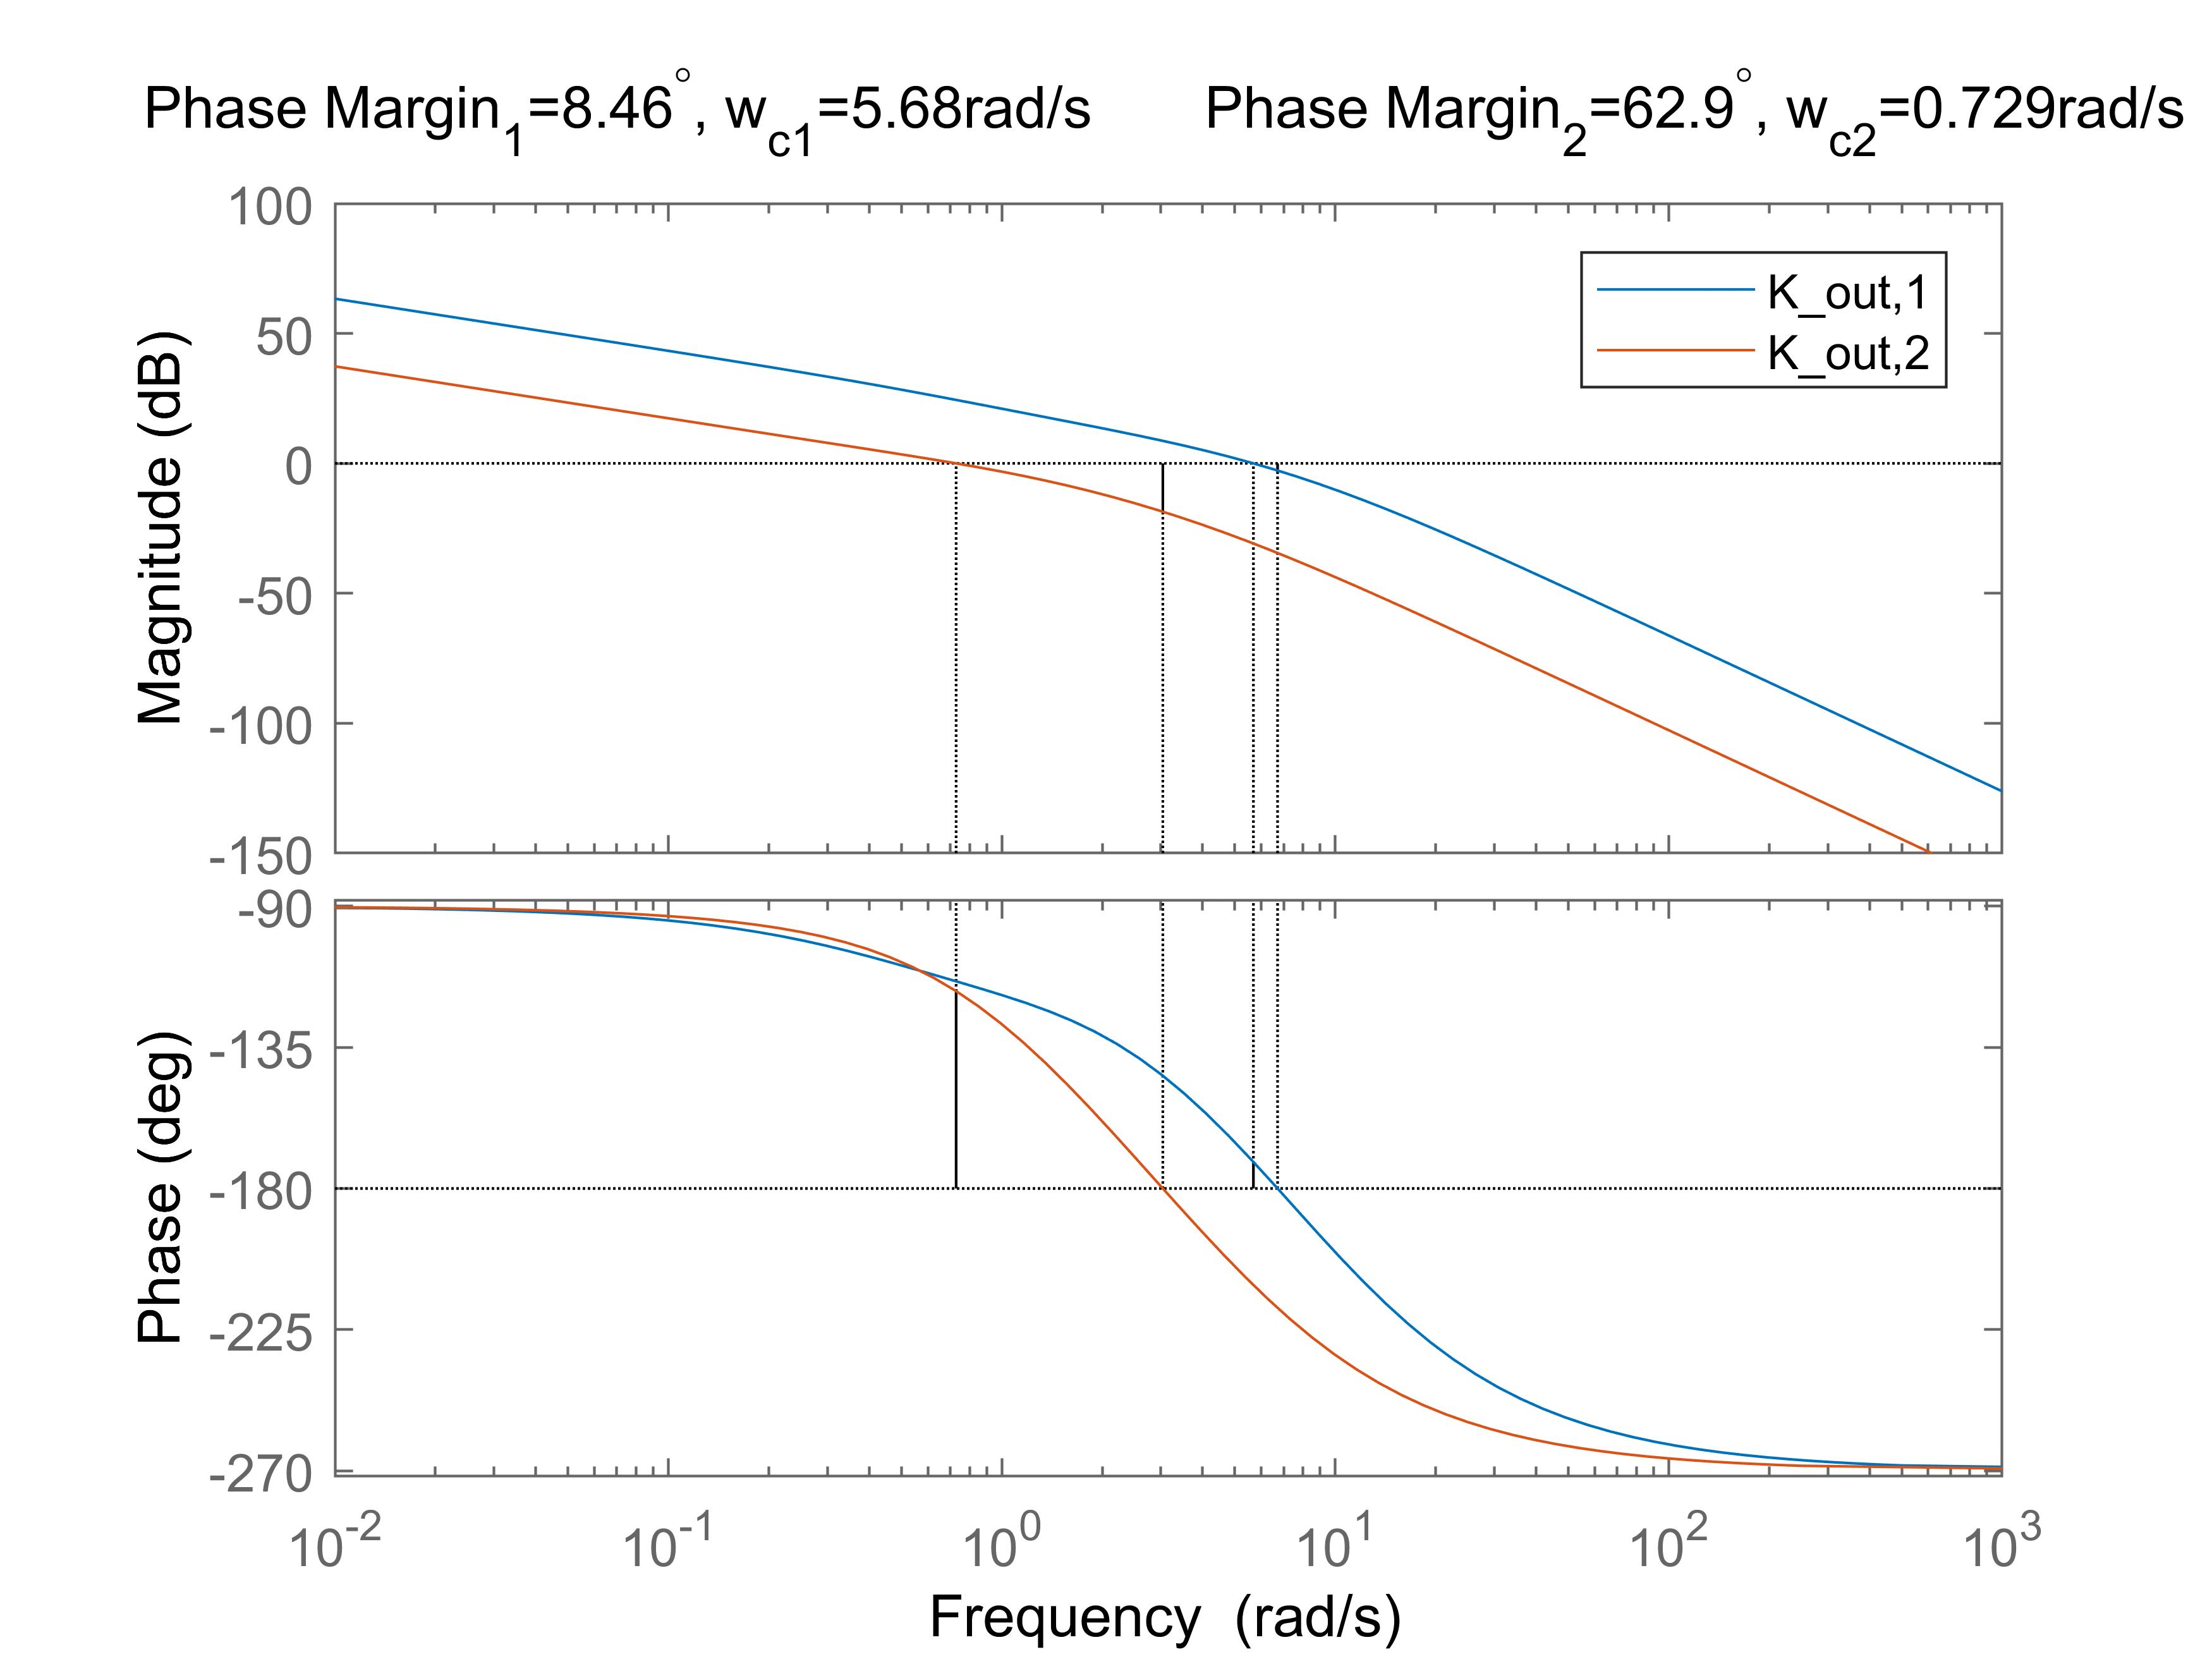 Phase Margin1=8.46°, wc1=5.68rad/s Phase Margin2=62.9°, wc2=0.729rad/s
100
50
0
-50
-100
-150
Magnitude (dB)
K_out,1
K_out,2
-90
-135
-180
-225
-270
Phase (deg)
10-2 10-1 100 101 102 103
Frequency (rad/s)